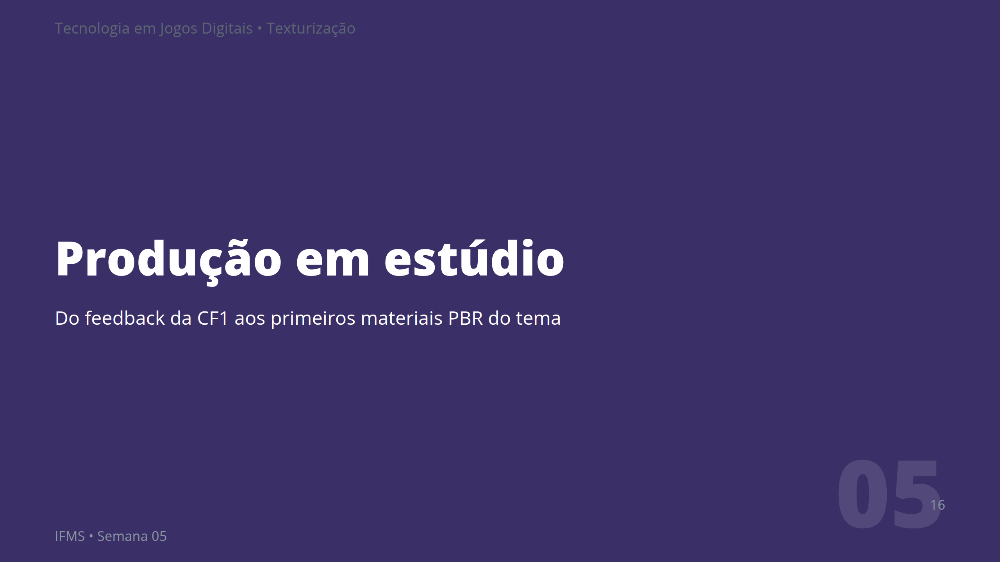 Tecnologia em Jogos Digitais • Texturização
Produção em estúdio
Do feedback da CF1 aos primeiros materiais PBR do tema
05
16
IFMS • Semana 05